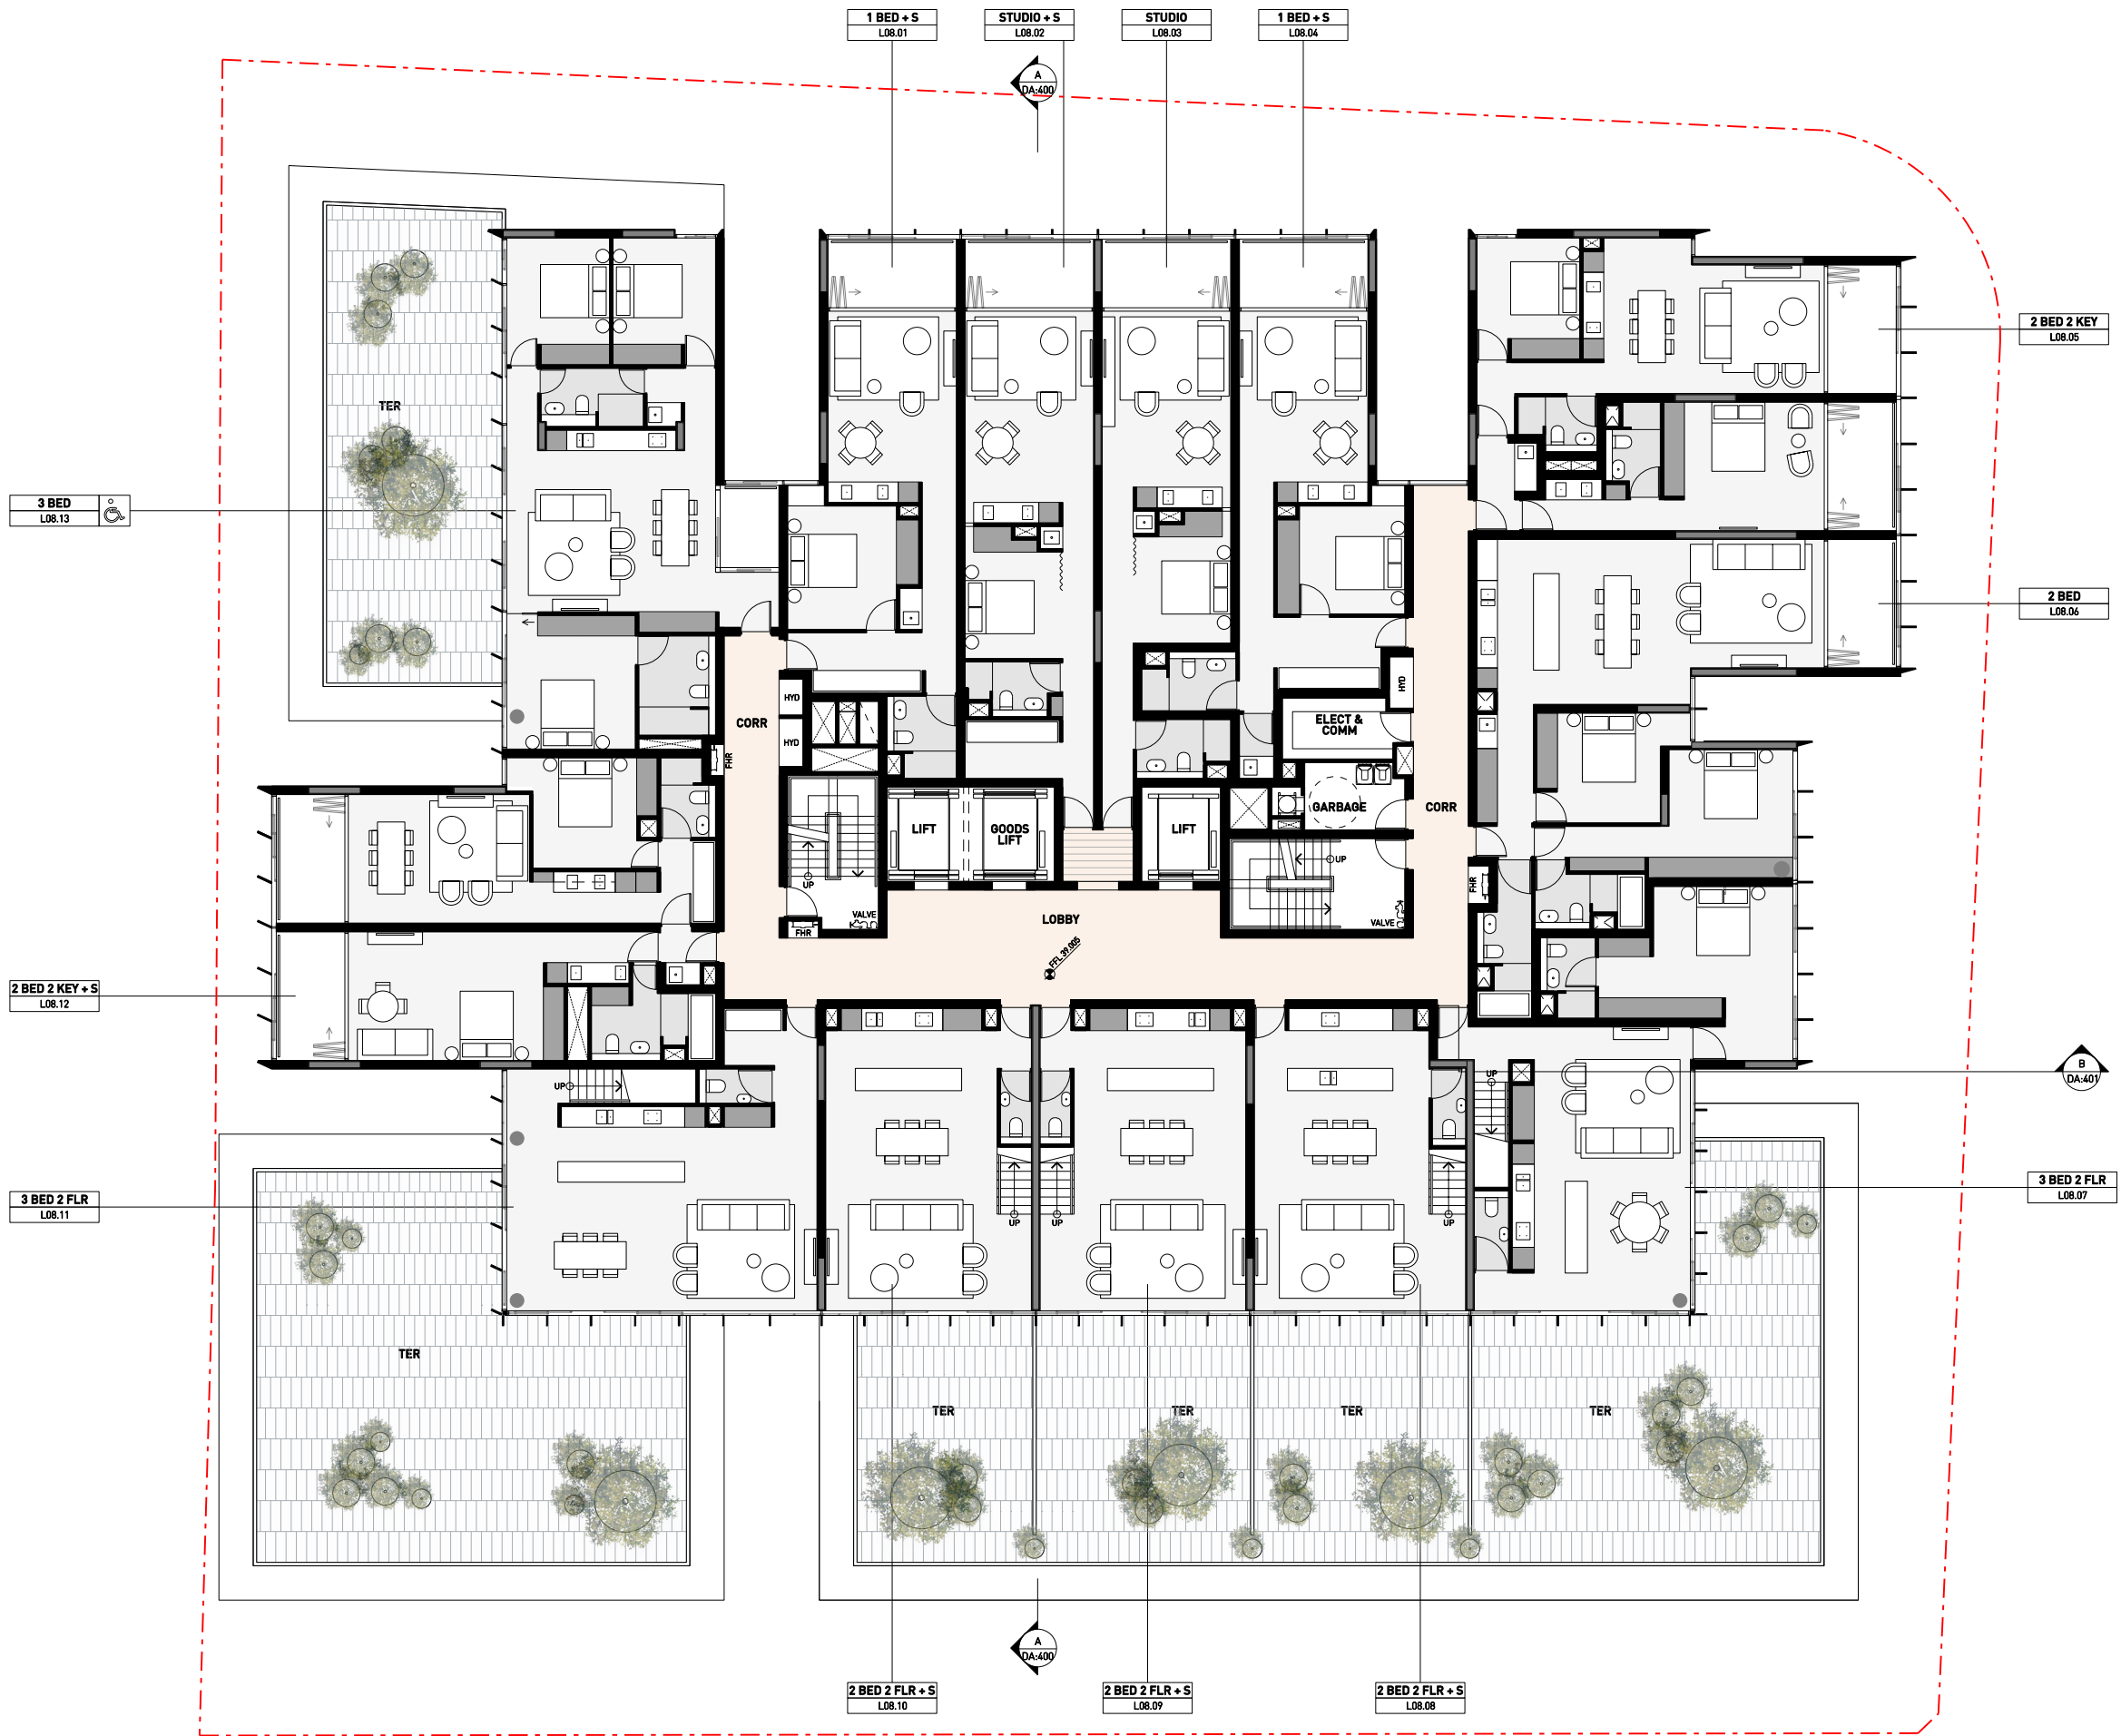 1 BED + S
L08.01
STUDIO + S
L08.02
STUDIO
L08.03
1 BED + S
L08.04
A
DA:400
2 BED 2 KEY
L08.05
TER
3 BED
L08.13
2 BED
L08.06
HYD
HYD
CORR
FHR
HYD
ELECT &
COMM
GARBAGE
CORR
LIFT
GOODS
LIFT
LIFT
UP
UP
FHR
VALVE
FHR
VALVE
LOBBY
FFL 39.005
2 BED 2 KEY + S
L08.12
UP
UP
B
DA:401
3 BED 2 FLR
L08.11
3 BED 2 FLR
L08.07
UP
UP
UP
TER
TER
TER
TER
TER
A
DA:400
2 BED 2 FLR + S
L08.10
2 BED 2 FLR + S
L08.09
2 BED 2 FLR + S
L08.08